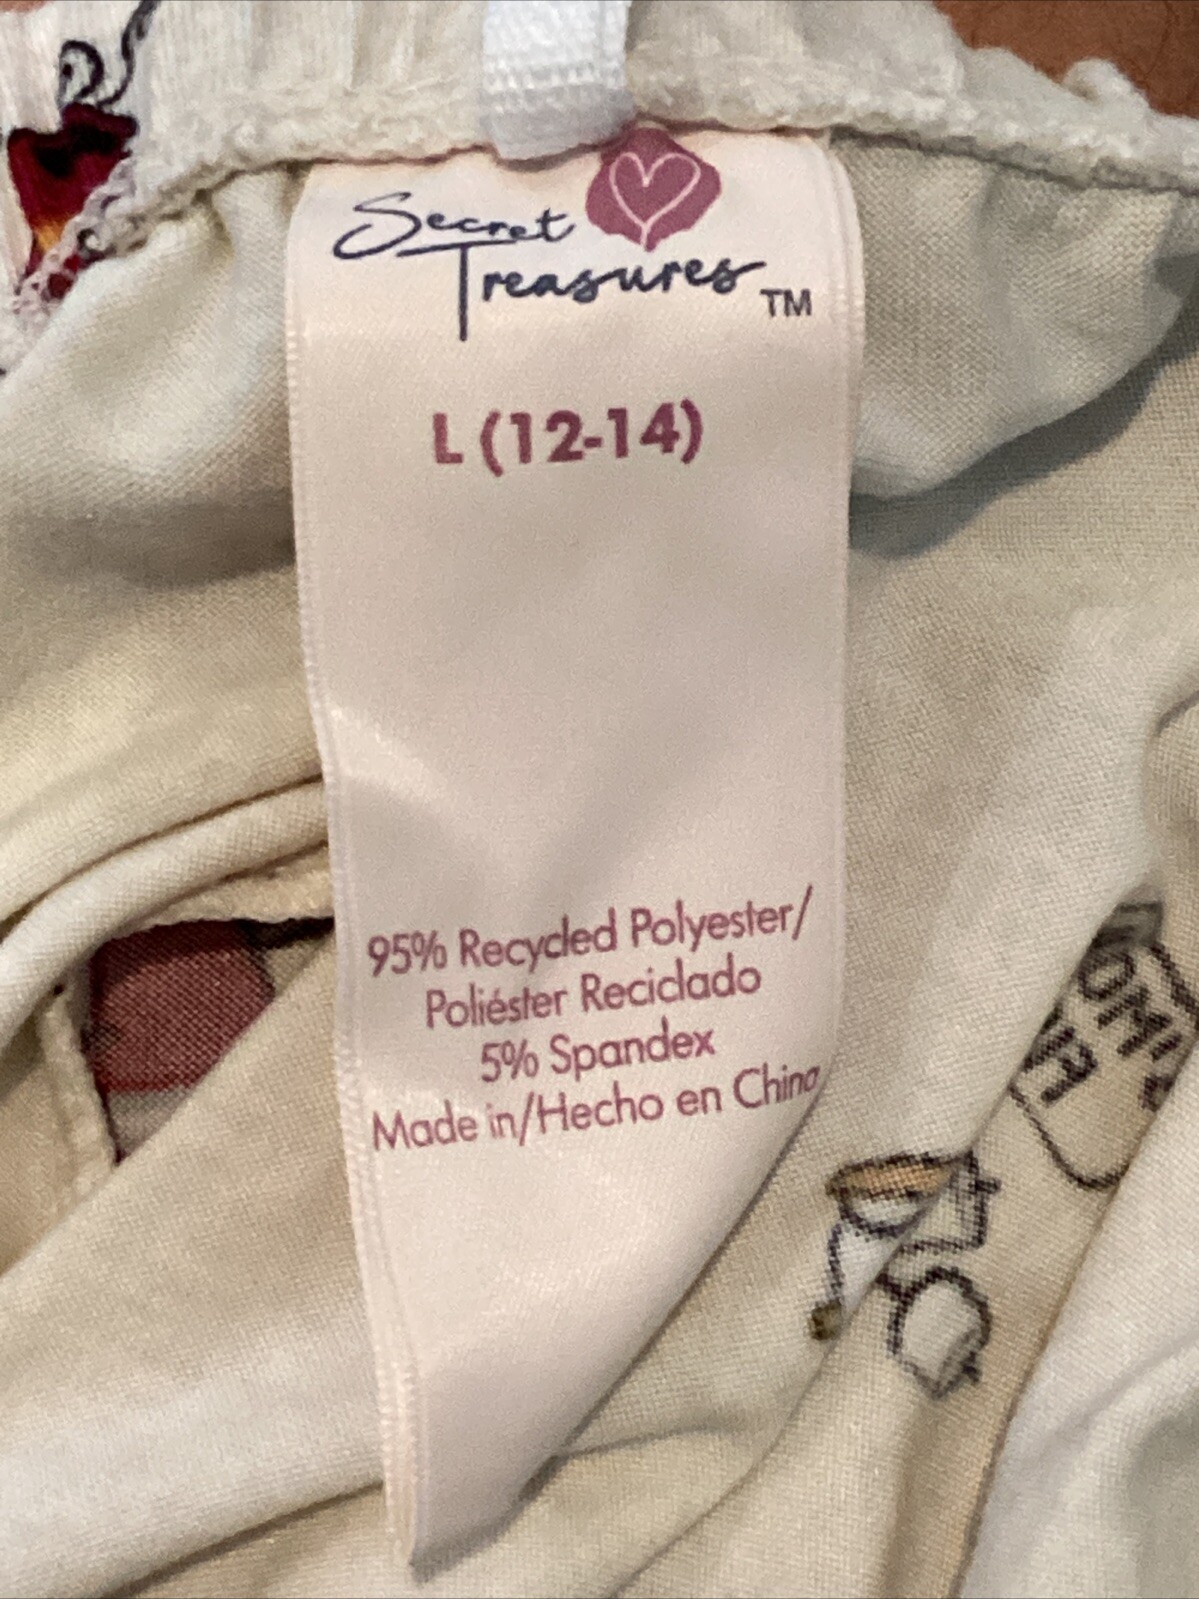 Secret
Treasures
TM
L (12-14)
95% Recycled Polyester/
Poliéster Reciclado
5% Spandex
Made in/Hecho en China